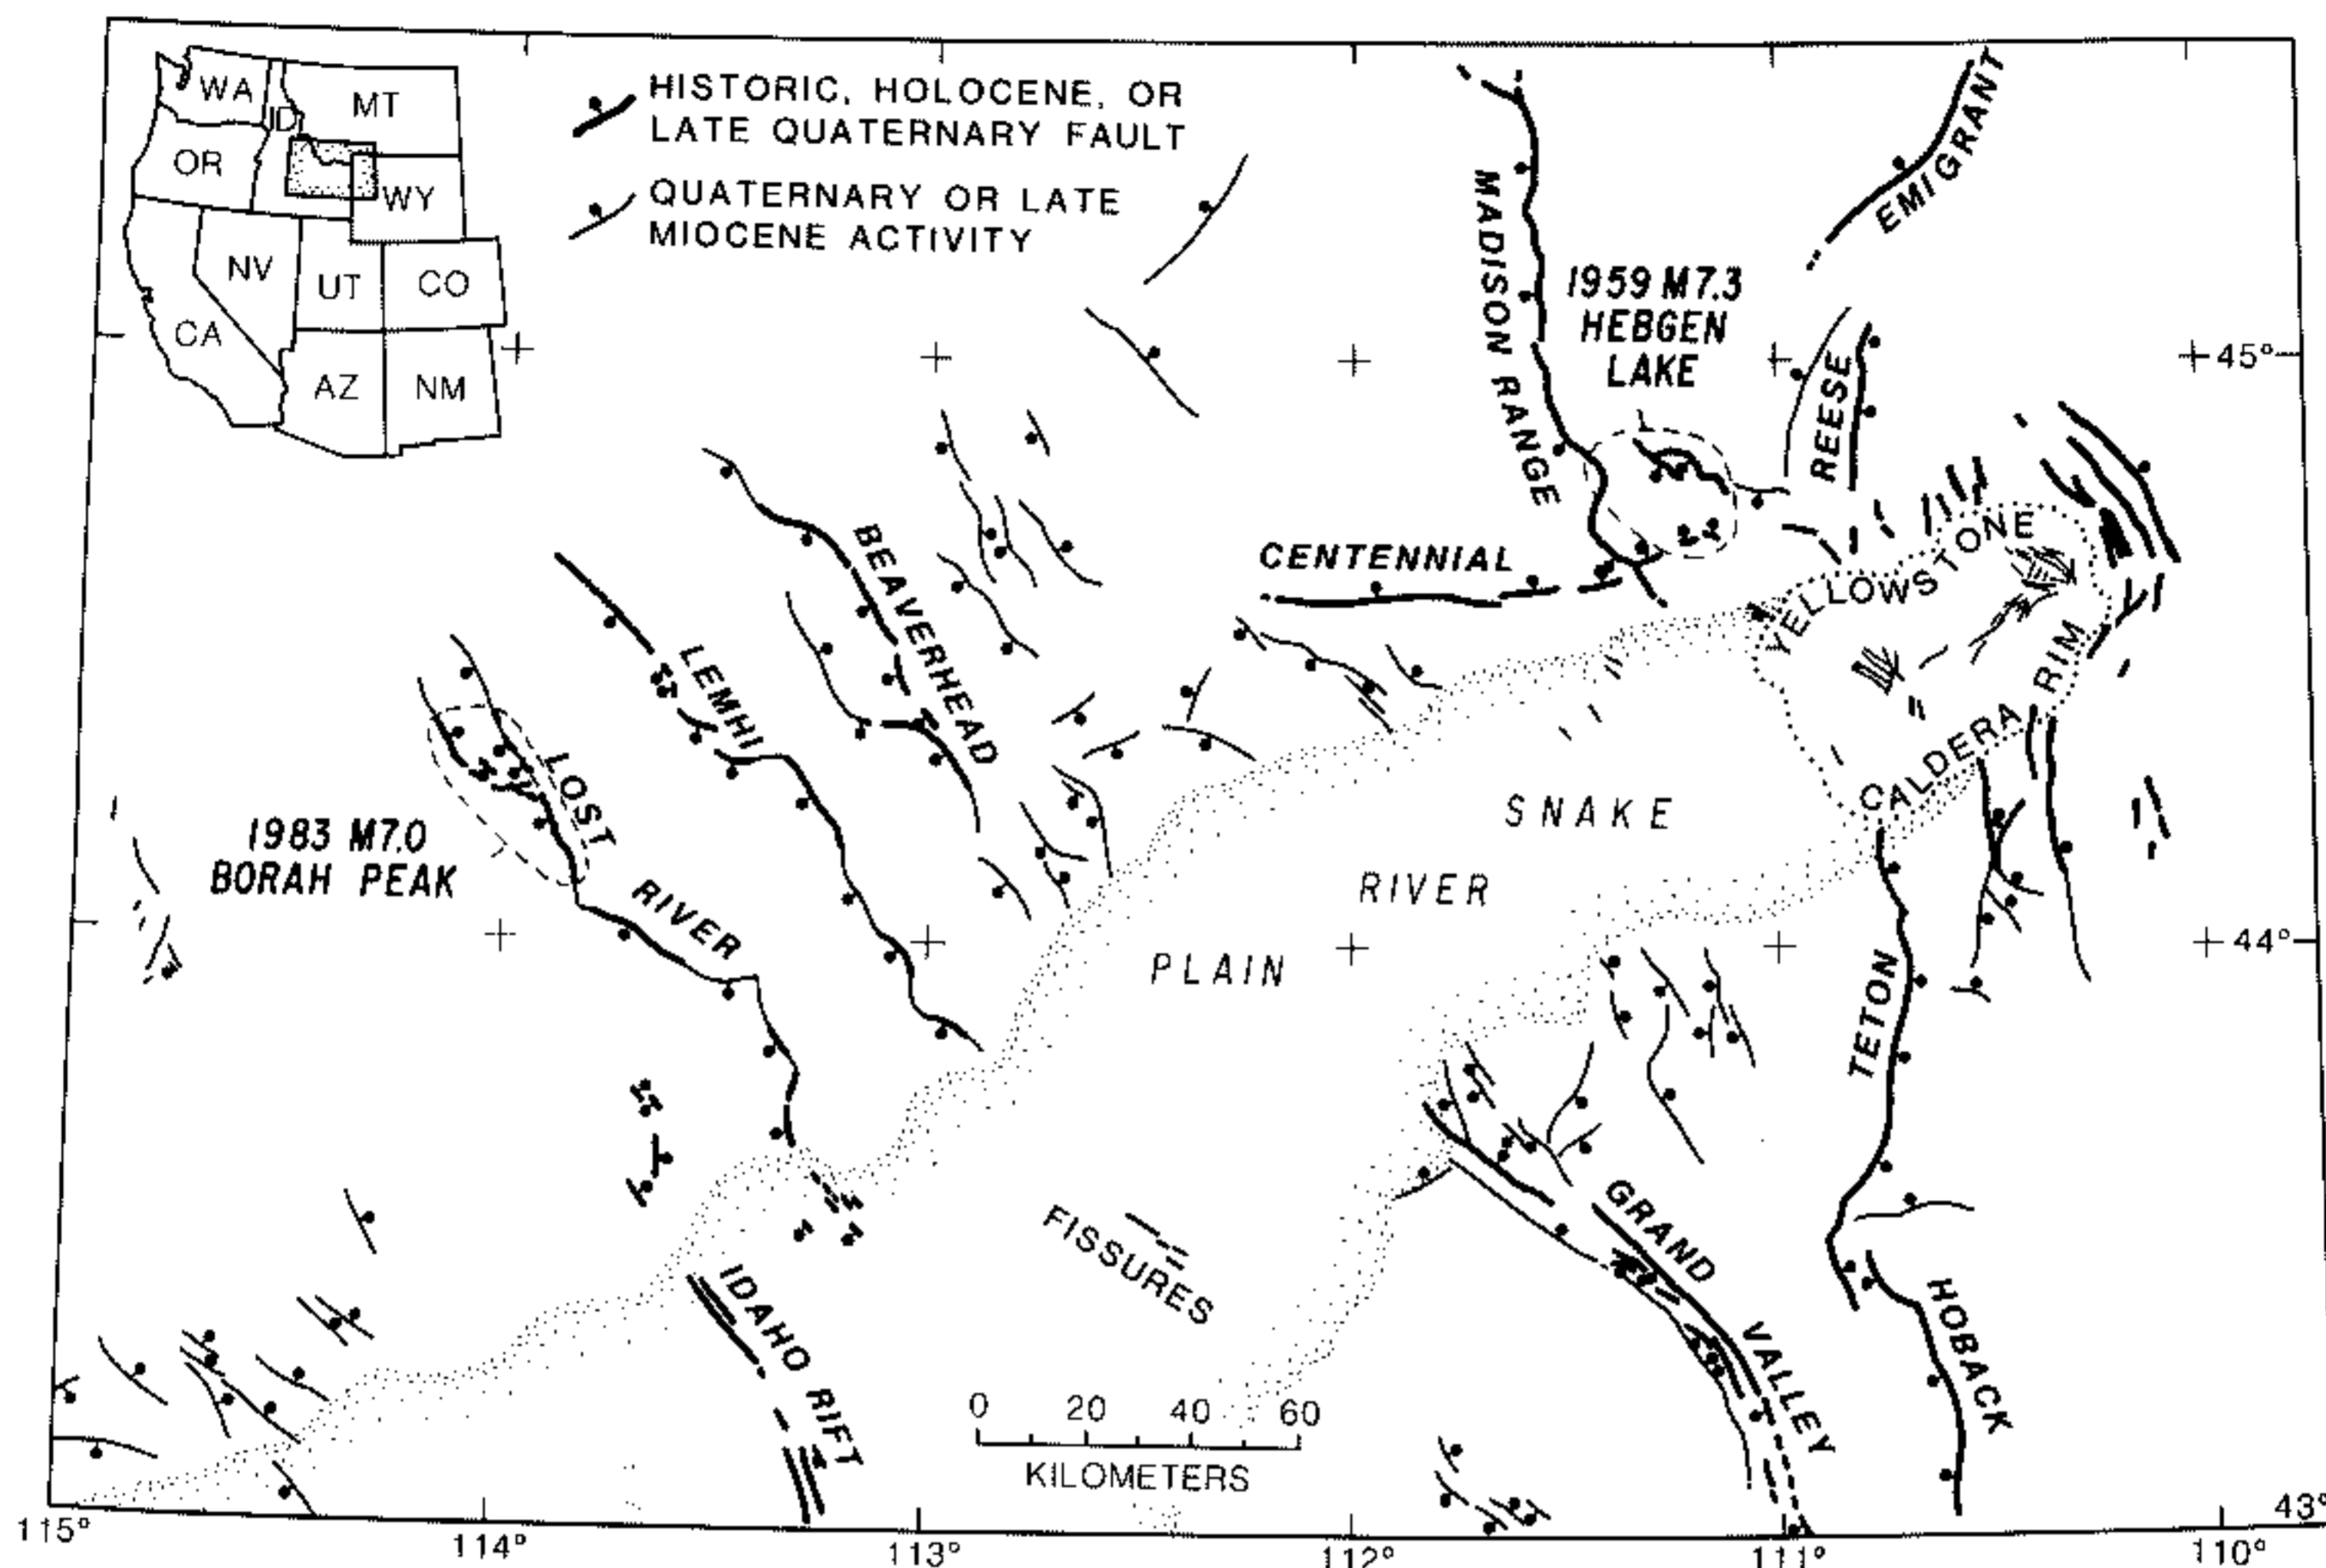 WA
MT
ID
OR
WY
NV
UT
CO
CA
AZ
NM
HISTORIC, HOLOCENE, OR
LATE QUATERNARY FAULT
QUATERNARY OR LATE
MIOCENE ACTIVITY
EMIGRANT
MADISON RANGE
1959 M7.3
HEBGEN
LAKE
REESE
45°
CENTENNIAL
BEAVERHEAD
LEMHI
YELLOWSTONE
CALDERA RIM
LOST
RIVER
1983 M7.0
BORAH PEAK
SNAKE
RIVER
PLAIN
44°
TETON
GRAND
VALLEY
HOBACK
FISSURES
IDAHO RIFT
0 20 40 60
KILOMETERS
43°
115° 114° 113° 112° 111° 110°